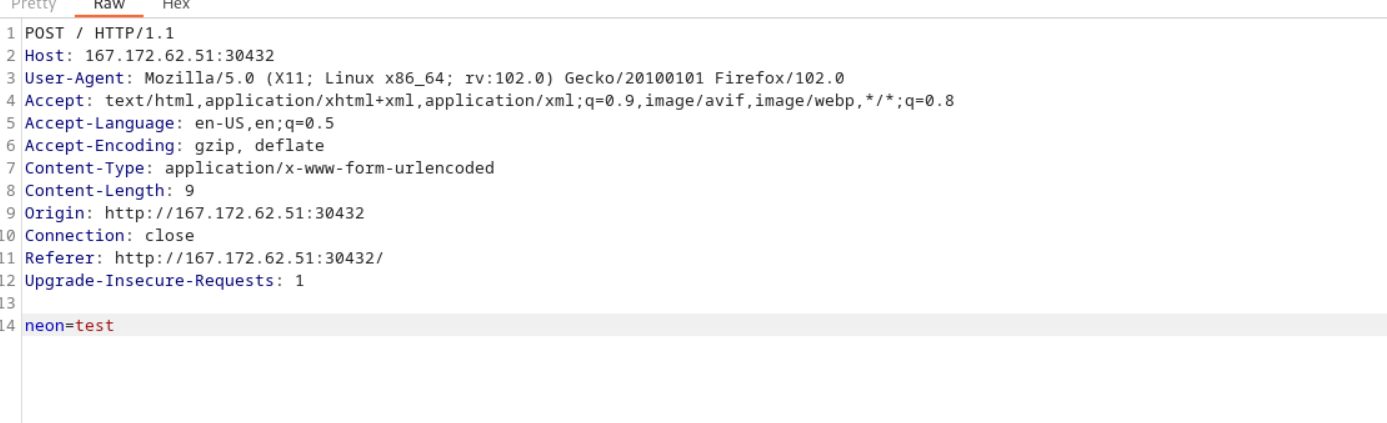 Pretty Raw Hex
1 POST / HTTP/1.1
2 Host: 167.172.62.51:30432
3 User-Agent: Mozilla/5.0 (X11; Linux x86_64; rv:102.0) Gecko/20100101 Firefox/102.0
4 Accept: text/html,application/xhtml+xml,application/xml;q=0.9,image/avif,image/webp,*/*;q=0.8
5 Accept-Language: en-US,en;q=0.5
6 Accept-Encoding: gzip, deflate
7 Content-Type: application/x-www-form-urlencoded
8 Content-Length: 9
9 Origin: http://167.172.62.51:30432
10 Connection: close
11 Referer: http://167.172.62.51:30432/
12 Upgrade-Insecure-Requests: 1
13
14 neon=test